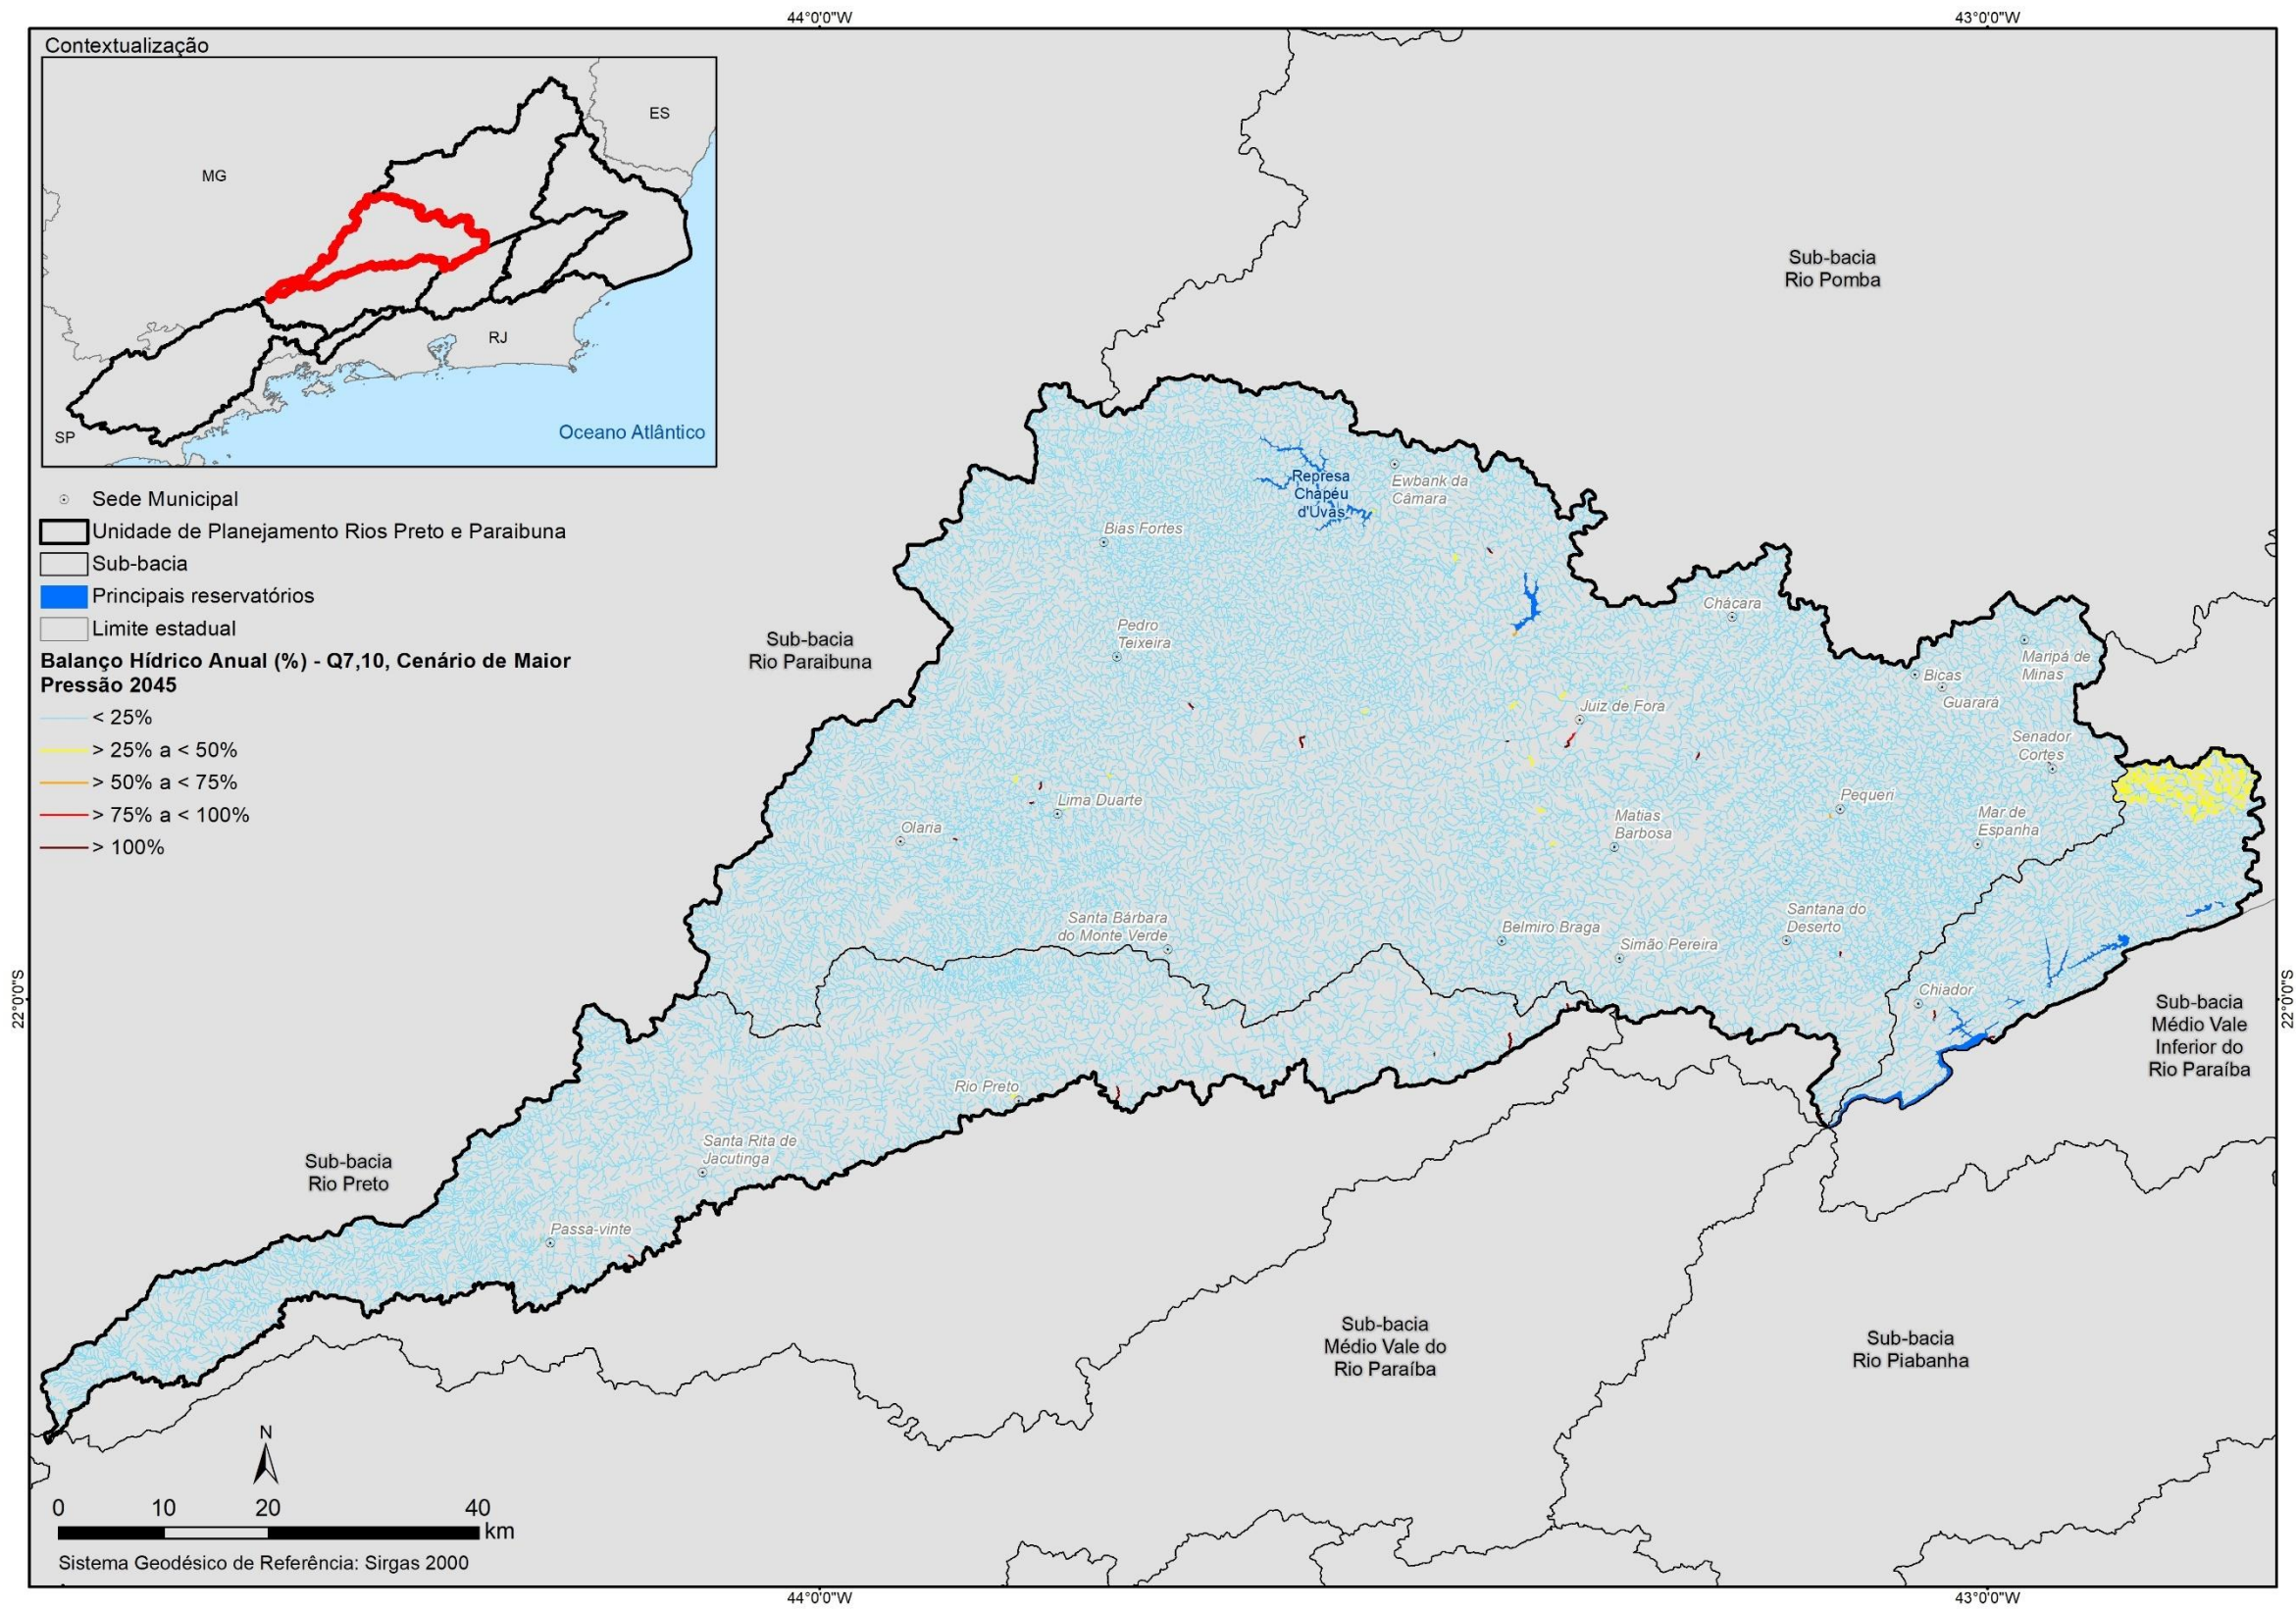 44°0'0"W
43°0'0"W
Contextualização
ES
MG
RJ
SP
Oceano Atlântico
Sede Municipal
Unidade de Planejamento Rios Preto e Paraibuna
Sub-bacia
Principais reservatórios
Limite estadual
Balanço Hídrico Anual (%) - Q7,10, Cenário de Maior
Pressão 2045
< 25%
> 25% a < 50%
> 50% a < 75%
> 75% a < 100%
> 100%
Sub-bacia
Rio Pomba
Represa
Chapéu
d'Uvas
Ewbank da
Câmara
Bias Fortes
Chácara
Pedro
Teixeira
Sub-bacia
Rio Paraibuna
Maripá de
Minas
Bicas
Guarará
Juiz de Fora
Senador
Cortes
Lima Duarte
Pequeri
Olaria
Matias
Barbosa
Mar de
Espanha
Santa Bárbara
do Monte Verde
Belmiro Braga
Simão Pereira
Santana do
Deserto
Chiador
22°0'0"S
22°0'0"S
Sub-bacia
Médio Vale
Inferior do
Rio Paraíba
Rio Preto
Santa Rita de
Jacutinga
Sub-bacia
Rio Preto
Passa-vinte
Sub-bacia
Médio Vale do
Rio Paraíba
Sub-bacia
Rio Piabanha
N
0 10 20 40
km
Sistema Geodésico de Referência: Sirgas 2000
44°0'0"W
43°0'0"W